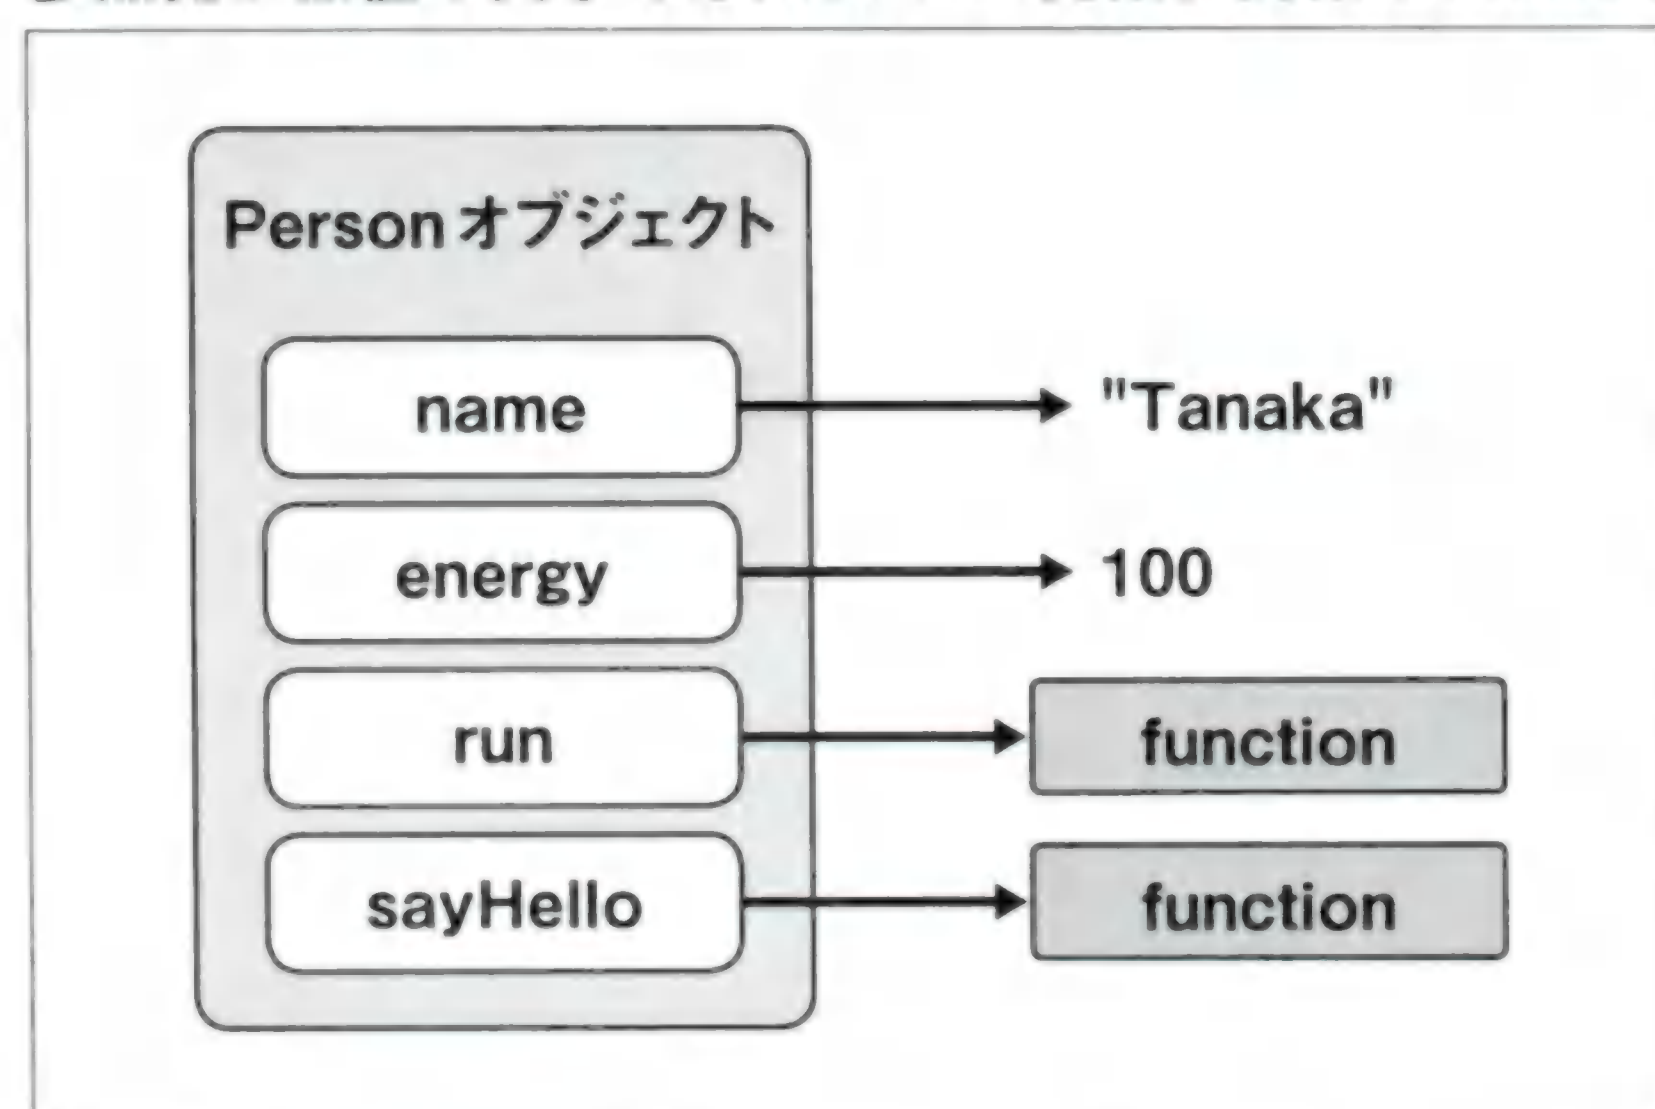 Personオブジェクト
name
"Tanaka"
energy
100
run
function
sayHello
function